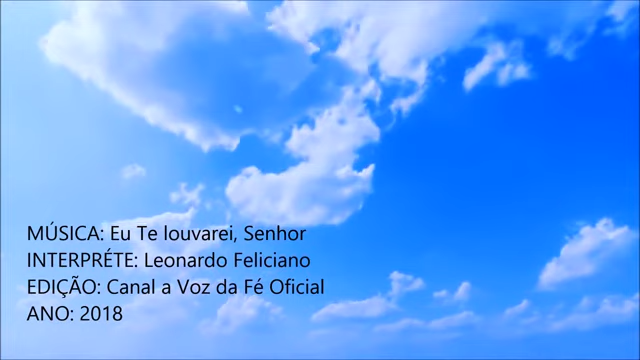 MÚSICA: Eu Te louvarei, Senhor
INTERPRÉTE: Leonardo Feliciano
EDIÇÃO: Canal a Voz da Fé Oficial
ANO: 2018